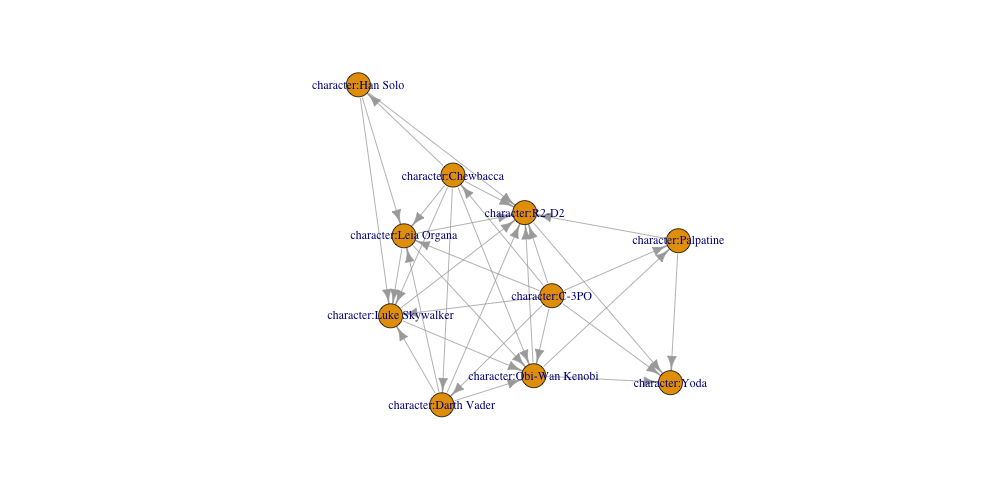 character:Han Solo
character:Chewbacca
character:R2-D2
character:Leia Organa
character:Palpatine
character:C-3PO
character:Luke Skywalker
character:Obi-Wan Kenobi
character:Yoda
character:Darth Vader